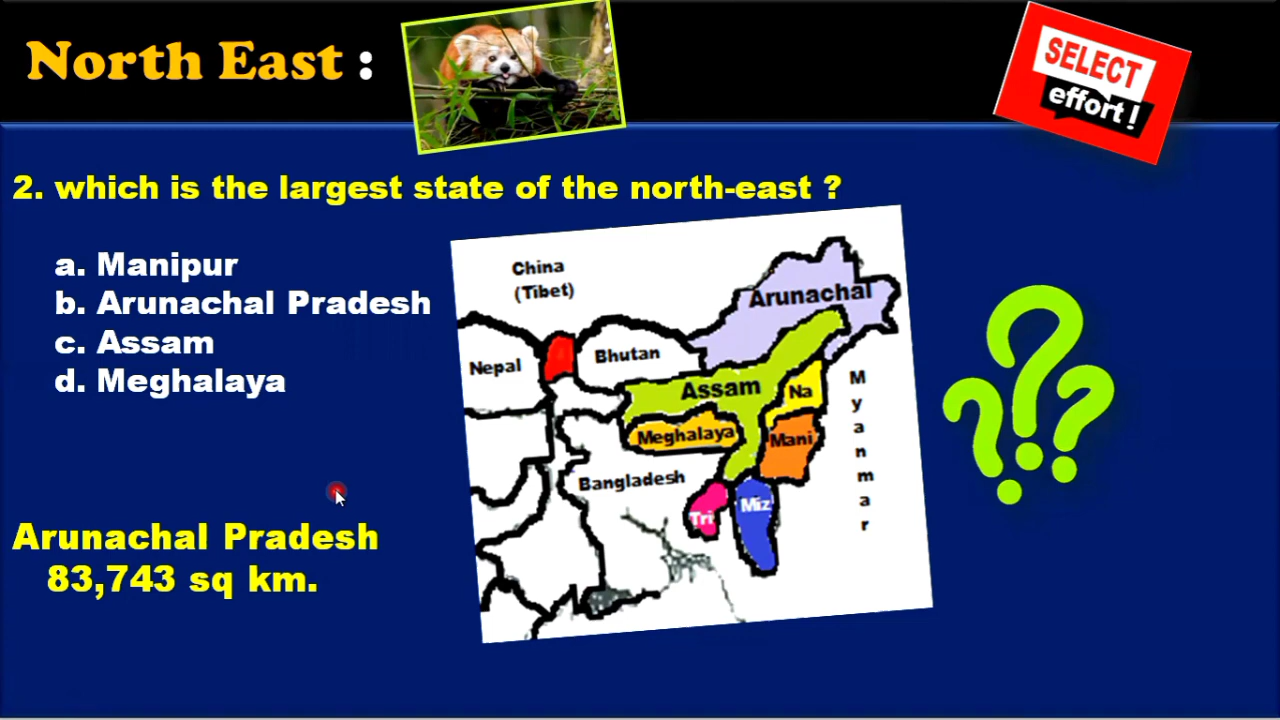 North East :
SELECT
effort !
2. which is the largest state of the north-east ?
a. Manipur
b. Arunachal Pradesh
c. Assam
d. Meghalaya
Arunachal Pradesh
83,743 sq km.
China
(Tibet)
Arunachal
Nepal
Bhutan
Assam
Na
Meghalaya
Mani
Bangladesh
Tri
Miz
Myanmar
???